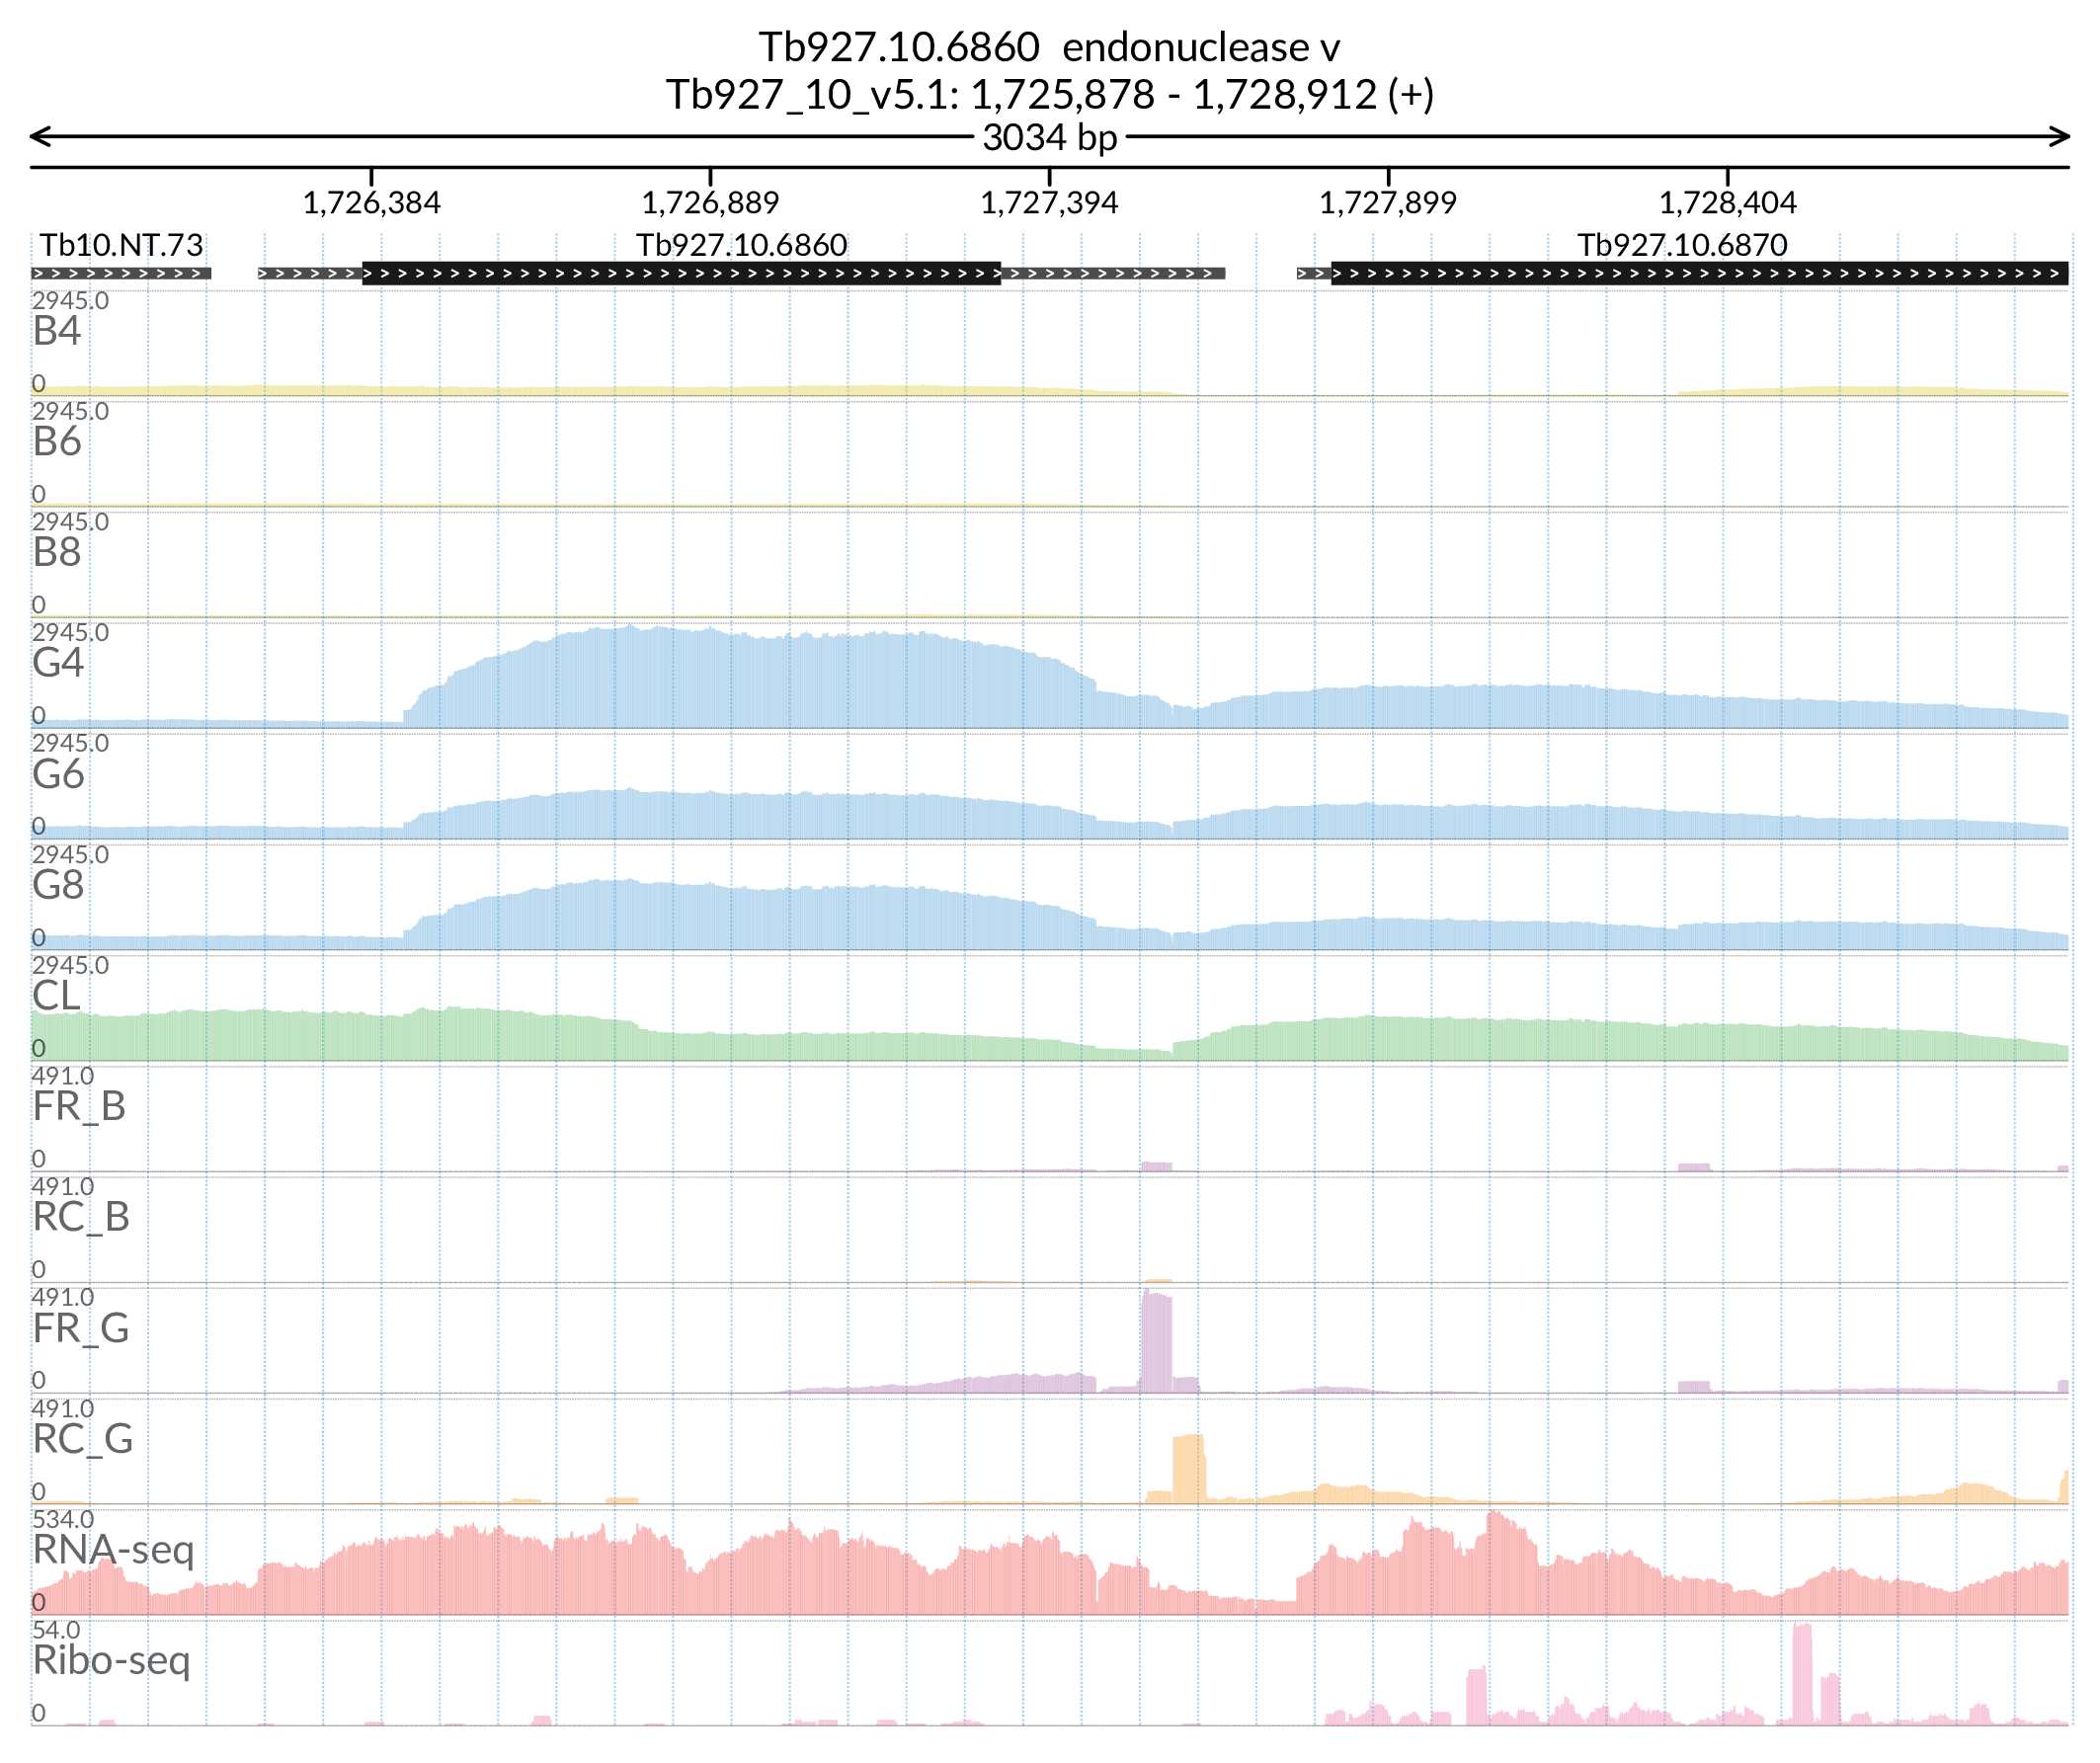 Tb927.10.6860 endonuclease v
Tb927_10_v5.1: 1,725,878 - 1,728,912 (+)
3034 bp
1,726,384 1,726,889 1,727,394 1,727,899 1,728,404
Tb10.NT.73 Tb927.10.6860 Tb927.10.6870
2945.0
B4
0
2945.0
B6
0
2945.0
B8
0
2945.0
G4
0
2945.0
G6
0
2945.0
G8
0
2945.0
CL
0
491.0
FR_B
0
491.0
RC_B
0
491.0
FR_G
0
491.0
RC_G
0
534.0
RNA-seq
0
54.0
Ribo-seq
0